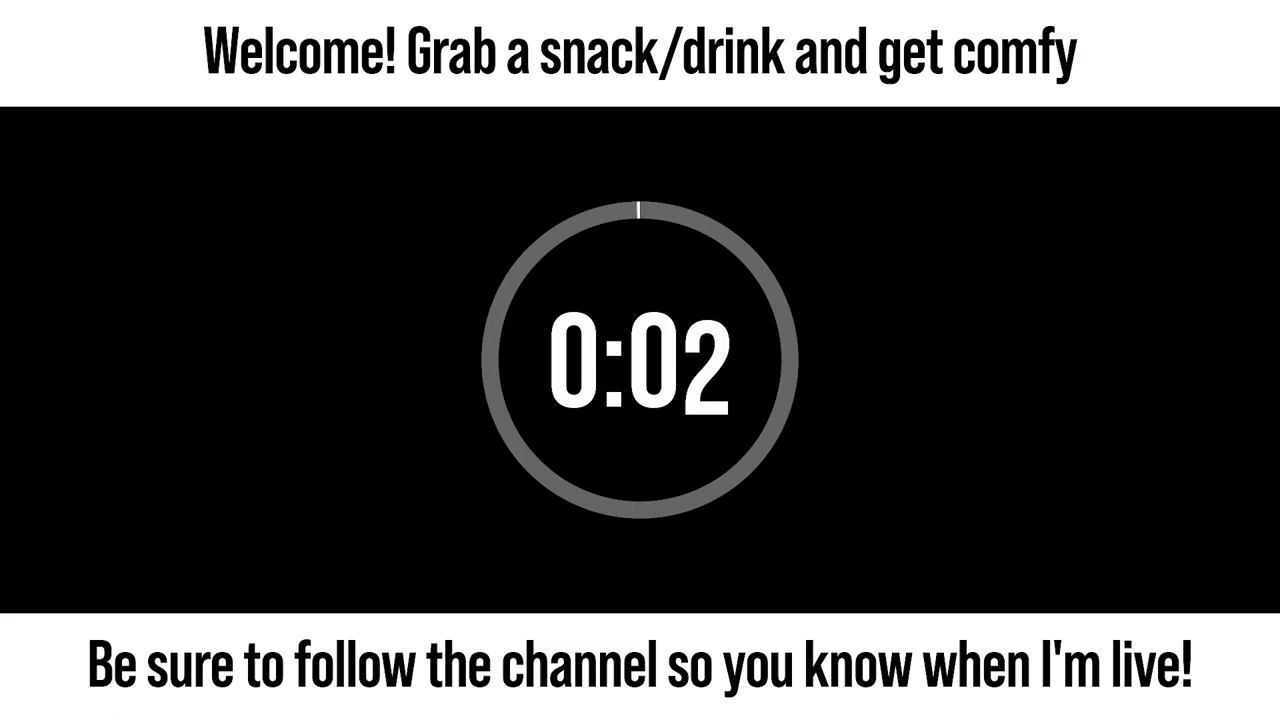 Welcome! Grab a snack/drink and get comfy
0:02
Be sure to follow the channel so you know when I'm live!